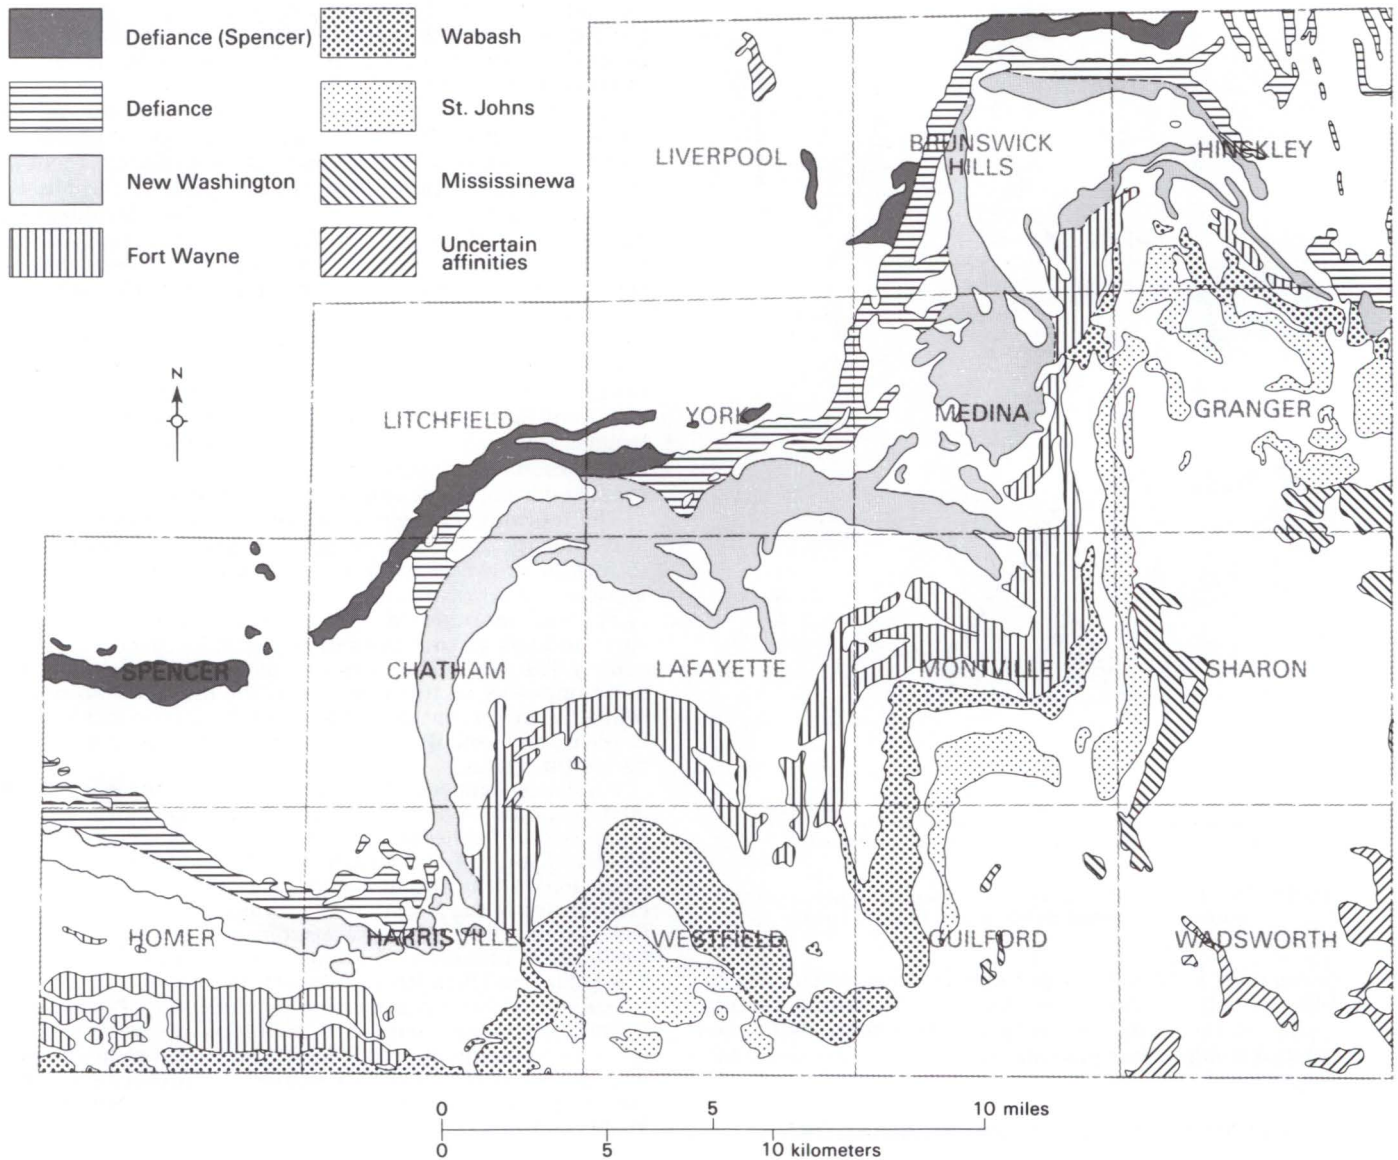 Defiance (Spencer)
Wabash
Defiance
St. Johns
New Washington
Mississinewa
Fort Wayne
Uncertain
affinities
N
LIVERPOOL
BRUNSWICK
HILLS
HINCKLEY
LITCHFIELD
YORK
MEDINA
GRANGER
SPENCER
CHATHAM
LAFAYETTE
MONTVILLE
SHARON
HOMER
HARRISVILLE
WESTFIELD
GUILFORD
WADSWORTH
0 5 10 miles
0 5 10 kilometers